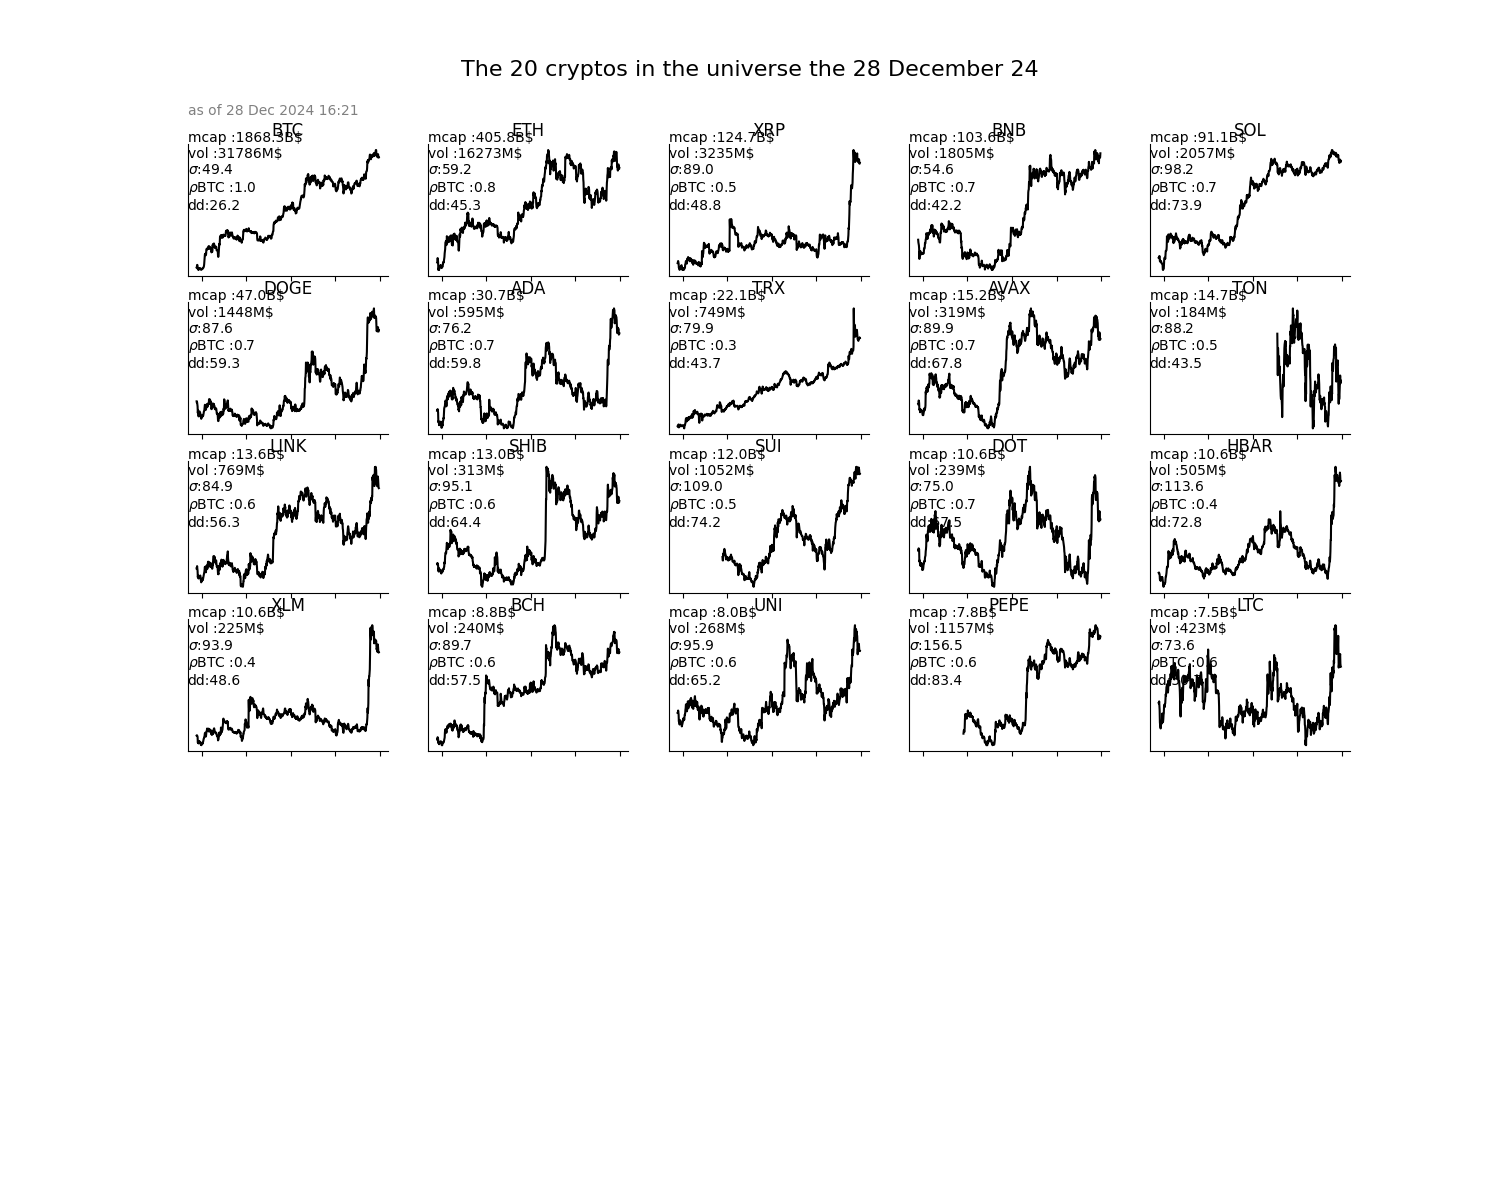 The 20 cryptos in the universe the 28 December 24
as of 28 Dec 2024 16:21
BTC
mcap :1868.3B$
vol :31786M$
σ:49.4
ρBTC :1.0
dd:26.2
ETH
mcap :405.8B$
vol :16273M$
σ:59.2
ρBTC :0.8
dd:45.3
XRP
mcap :124.7B$
vol :3235M$
σ:89.0
ρBTC :0.5
dd:48.8
BNB
mcap :103.6B$
vol :1805M$
σ:54.6
ρBTC :0.7
dd:42.2
SOL
mcap :91.1B$
vol :2057M$
σ:98.2
ρBTC :0.7
dd:73.9
DOGE
mcap :47.0B$
vol :1448M$
σ:87.6
ρBTC :0.7
dd:59.3
ADA
mcap :30.7B$
vol :595M$
σ:76.2
ρBTC :0.7
dd:59.8
TRX
mcap :22.1B$
vol :749M$
σ:79.9
ρBTC :0.3
dd:43.7
AVAX
mcap :15.2B$
vol :319M$
σ:89.9
ρBTC :0.7
dd:67.8
TON
mcap :14.7B$
vol :184M$
σ:88.2
ρBTC :0.5
dd:43.5
LINK
mcap :13.6B$
vol :769M$
σ:84.9
ρBTC :0.6
dd:56.3
SHIB
mcap :13.0B$
vol :313M$
σ:95.1
ρBTC :0.6
dd:64.4
SUI
mcap :12.0B$
vol :1052M$
σ:109.0
ρBTC :0.5
dd:74.2
DOT
mcap :10.6B$
vol :239M$
σ:75.0
ρBTC :0.7
HBAR
mcap :10.6B$
vol :505M$
σ:113.6
ρBTC :0.4
dd:72.8
XLM
mcap :10.6B$
vol :225M$
σ:93.9
ρBTC :0.4
dd:48.6
BCH
mcap :8.8B$
vol :240M$
σ:89.7
ρBTC :0.6
dd:57.5
UNI
mcap :8.0B$
vol :268M$
σ:95.9
ρBTC :0.6
dd:65.2
PEPE
mcap :7.8B$
vol :1157M$
σ:156.5
ρBTC :0.6
dd:83.4
LTC
mcap :7.5B$
vol :423M$
σ:73.6
ρBTC :0.6